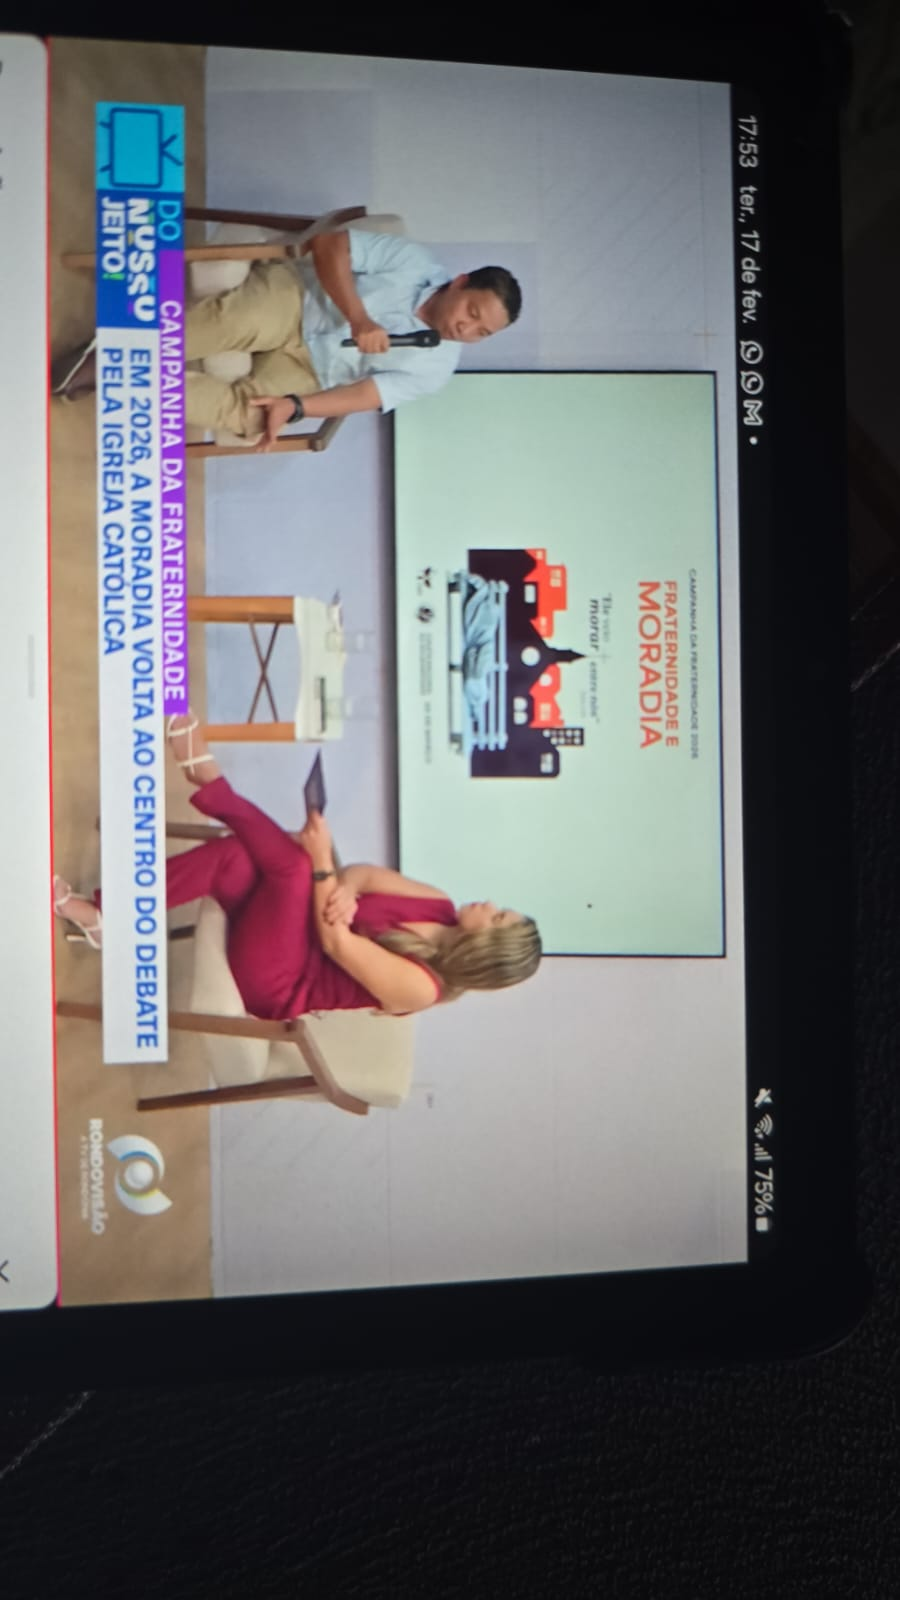 17:53 ter., 17 de fev.
75%
CAMPANHA DA FRATERNIDADE 2026
FRATERNIDADE E
MORADIA
"Ele veio
morar entre nós"
DO
NOSSO
JEITO!
CAMPANHA DA FRATERNIDADE
EM 2026, A MORADIA VOLTA AO CENTRO DO DEBATE
PELA IGREJA CATÓLICA
RONDOVISÃO